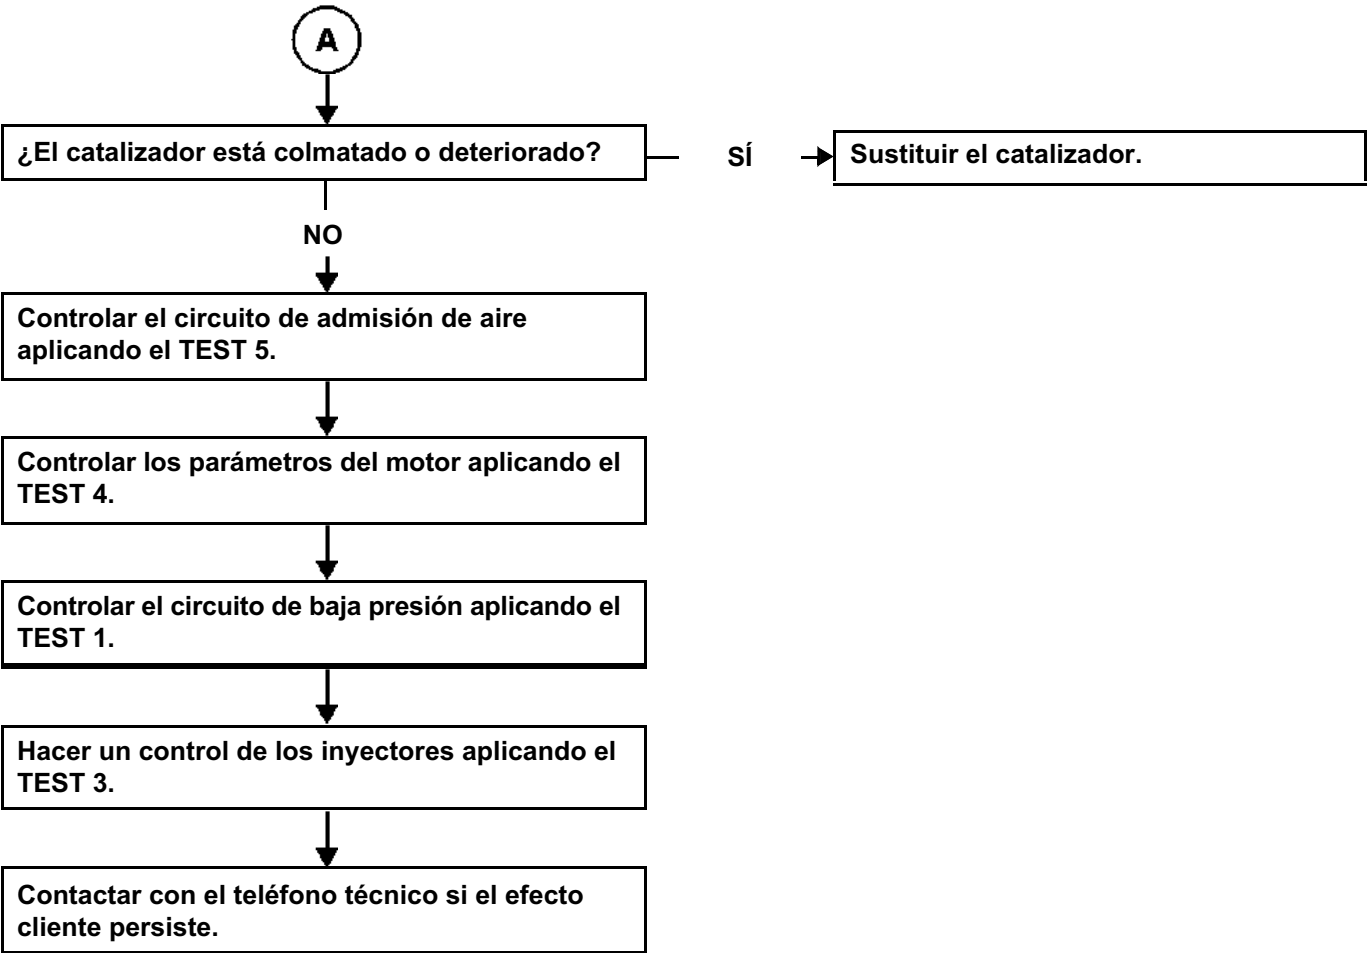 A
¿El catalizador está colmatado o deteriorado?
SÍ
Sustituir el catalizador.
NO
Controlar el circuito de admisión de aire
aplicando el TEST 5.
Controlar los parámetros del motor aplicando el
TEST 4.
Controlar el circuito de baja presión aplicando el
TEST 1.
Hacer un control de los inyectores aplicando el
TEST 3.
Contactar con el teléfono técnico si el efecto
cliente persiste.